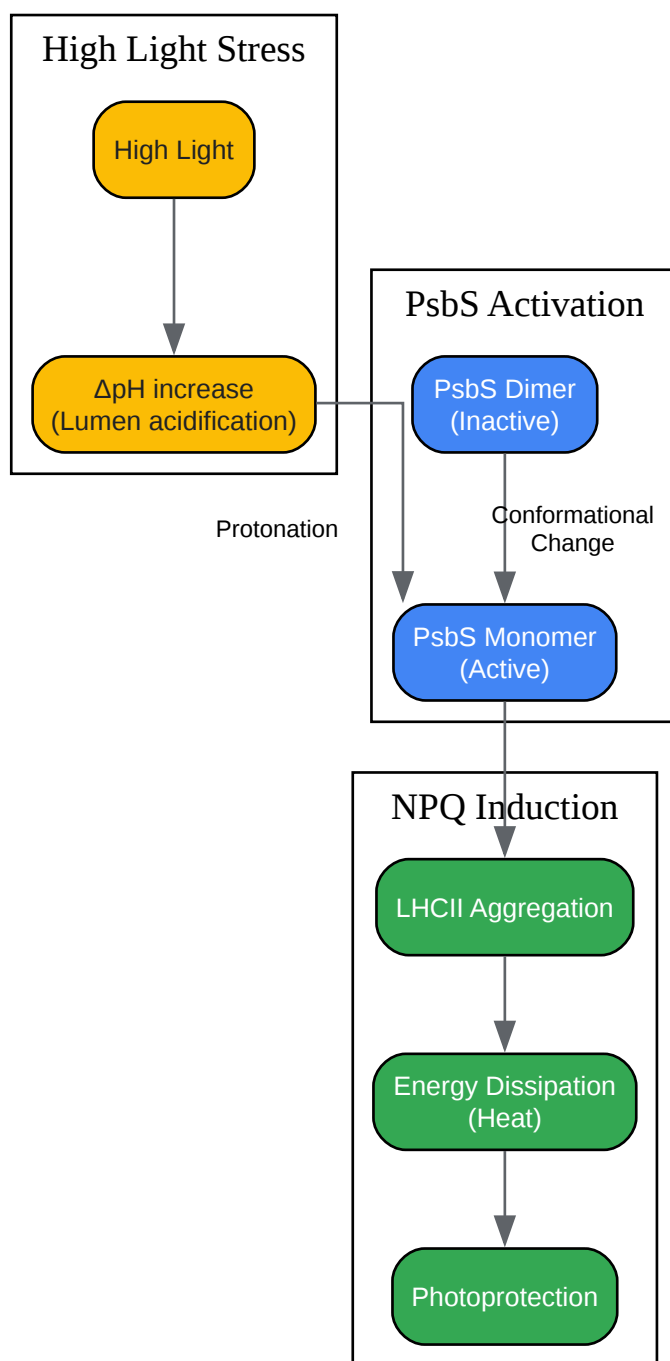 High Light Stress
High Light
ΔpH increase
(Lumen acidification)
PsbS Activation
PsbS Dimer
(Inactive)
Protonation
Conformational
Change
PsbS Monomer
(Active)
NPQ Induction
LHCII Aggregation
Energy Dissipation
(Heat)
Photoprotection